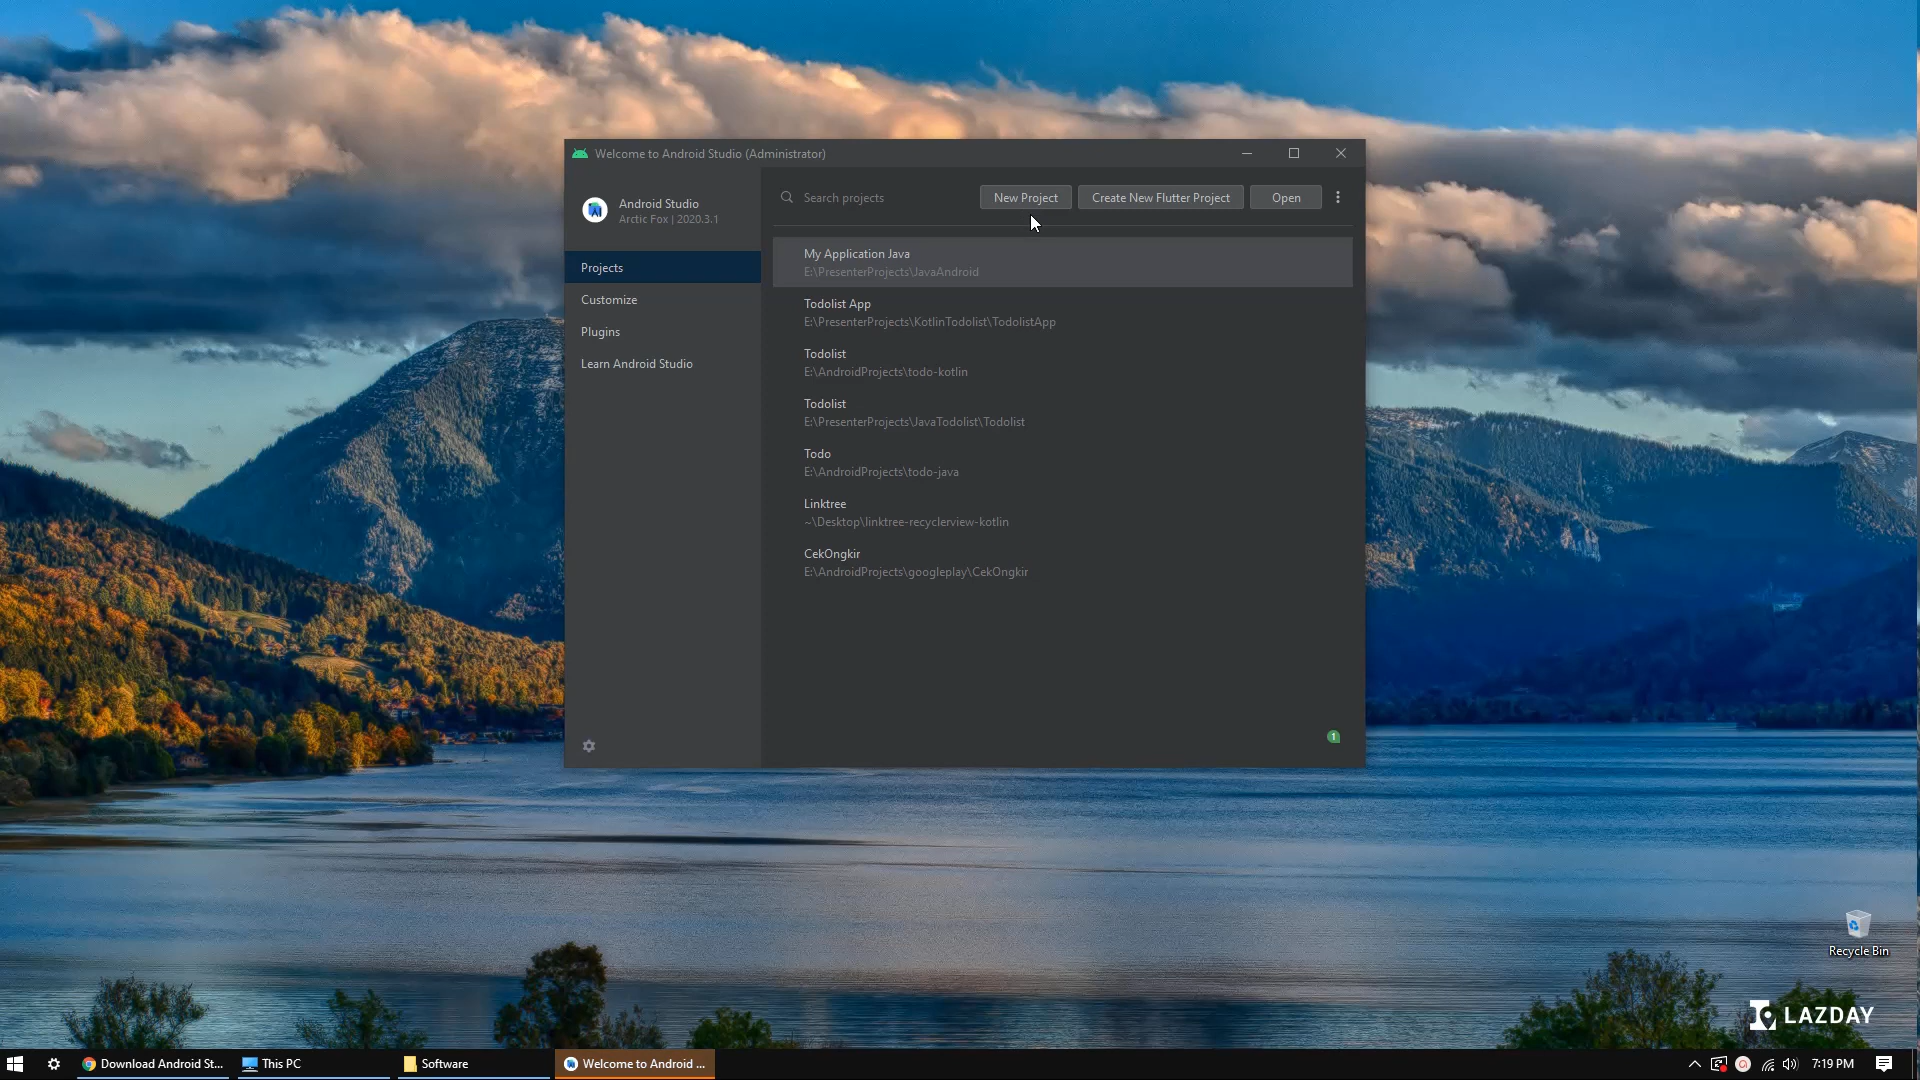 Welcome to Android Studio (Administrator)
Android Studio
Arctic Fox | 2020.3.1
Projects
Customize
Plugins
Learn Android Studio
Search projects
New Project
Create New Flutter Project
Open
My Application Java
E:\PresenterProjects\JavaAndroid
Todolist App
E:\PresenterProjects\KotlinTodolist\TodolistApp
Todolist
E:\AndroidProjects\todo-kotlin
Todolist
E:\PresenterProjects\JavaTodolist\Todolist
Todo
E:\AndroidProjects\todo-java
Linktree
~\Desktop\linktree-recyclerview-kotlin
CekOngkir
E:\AndroidProjects\googleplay\CekOngkir
1
Recycle Bin
LAZDAY
Download Android St...
This PC
Software
Welcome to Android ...
7:19 PM